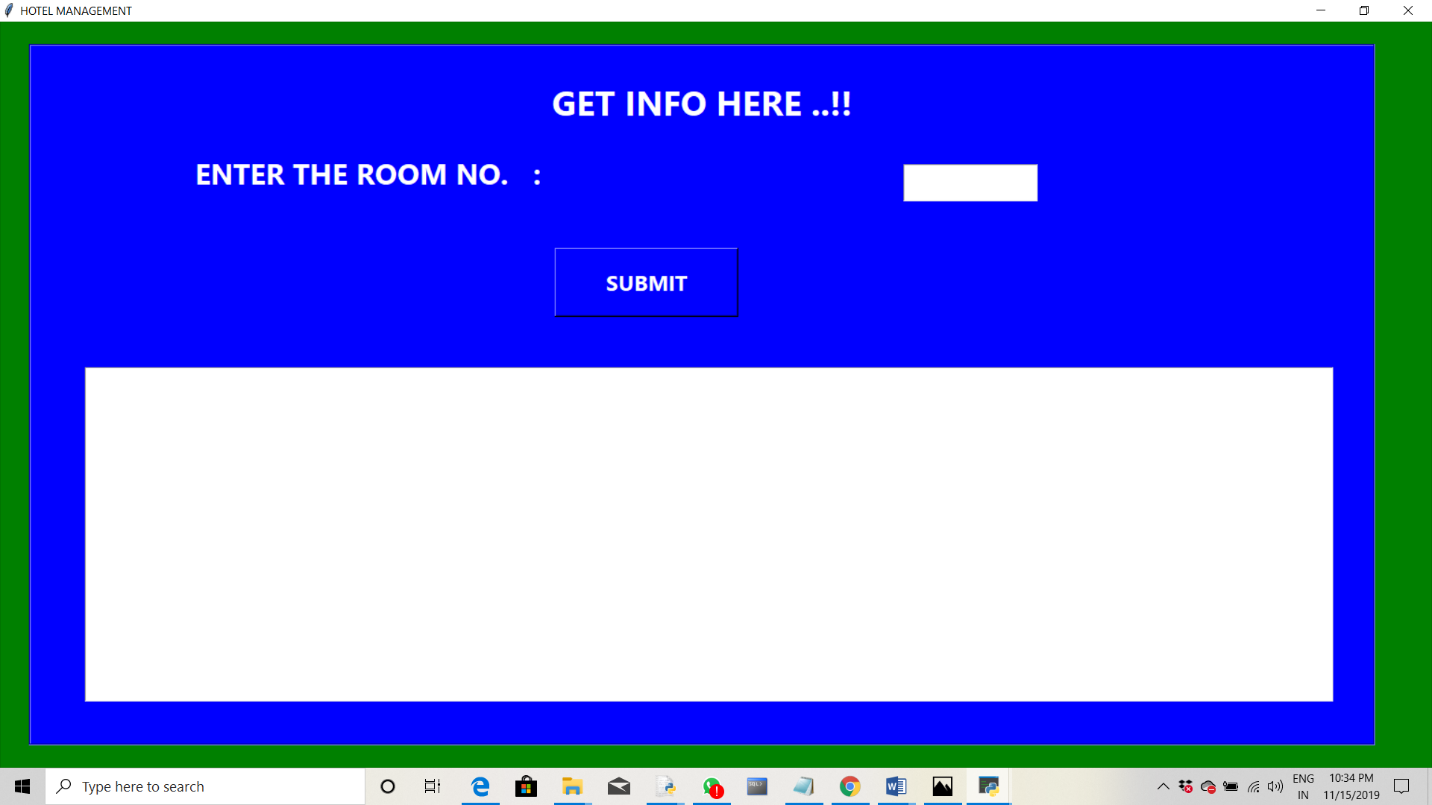 HOTEL MANAGEMENT
GET INFO HERE ..!!
ENTER THE ROOM NO. :
SUBMIT
Type here to search
ENG
IN
10:34 PM
11/15/2019